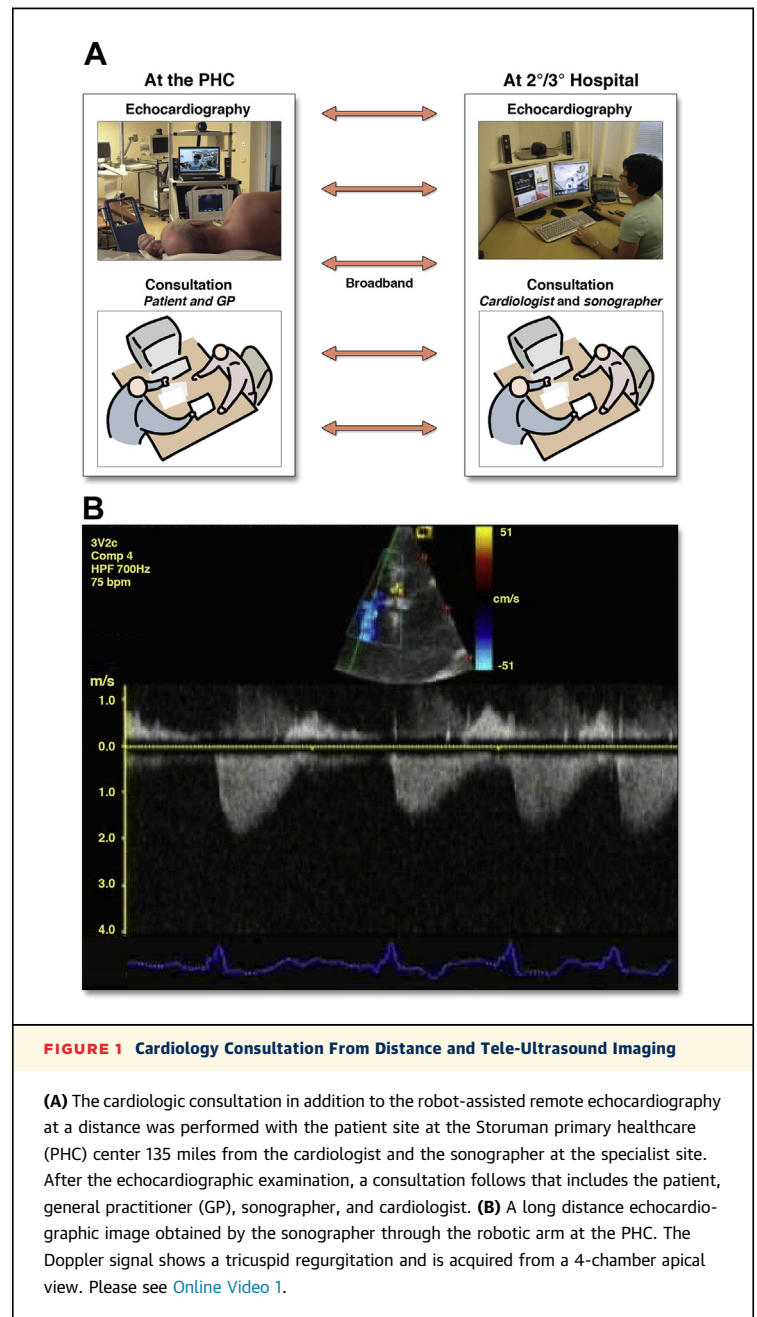 A
At the PHC
At 2°/3° Hospital
Echocardiography
Echocardiography
Consultation
Patient and GP
Broadband
Consultation
Cardiologist and sonographer
B
3V2c
Comp 4
HPF 700Hz
75 bpm
51
cm/s
-51
m/s
1.0
0.0
1.0
2.0
3.0
4.0
FIGURE 1 Cardiology Consultation From Distance and Tele-Ultrasound Imaging
(A) The cardiologic consultation in addition to the robot-assisted remote echocardiography
at a distance was performed with the patient site at the Storuman primary healthcare
(PHC) center 135 miles from the cardiologist and the sonographer at the specialist site.
After the echocardiographic examination, a consultation follows that includes the patient,
general practitioner (GP), sonographer, and cardiologist. (B) A long distance echocardio-
graphic image obtained by the sonographer through the robotic arm at the PHC. The
Doppler signal shows a tricuspid regurgitation and is acquired from a 4-chamber apical
view. Please see Online Video 1.